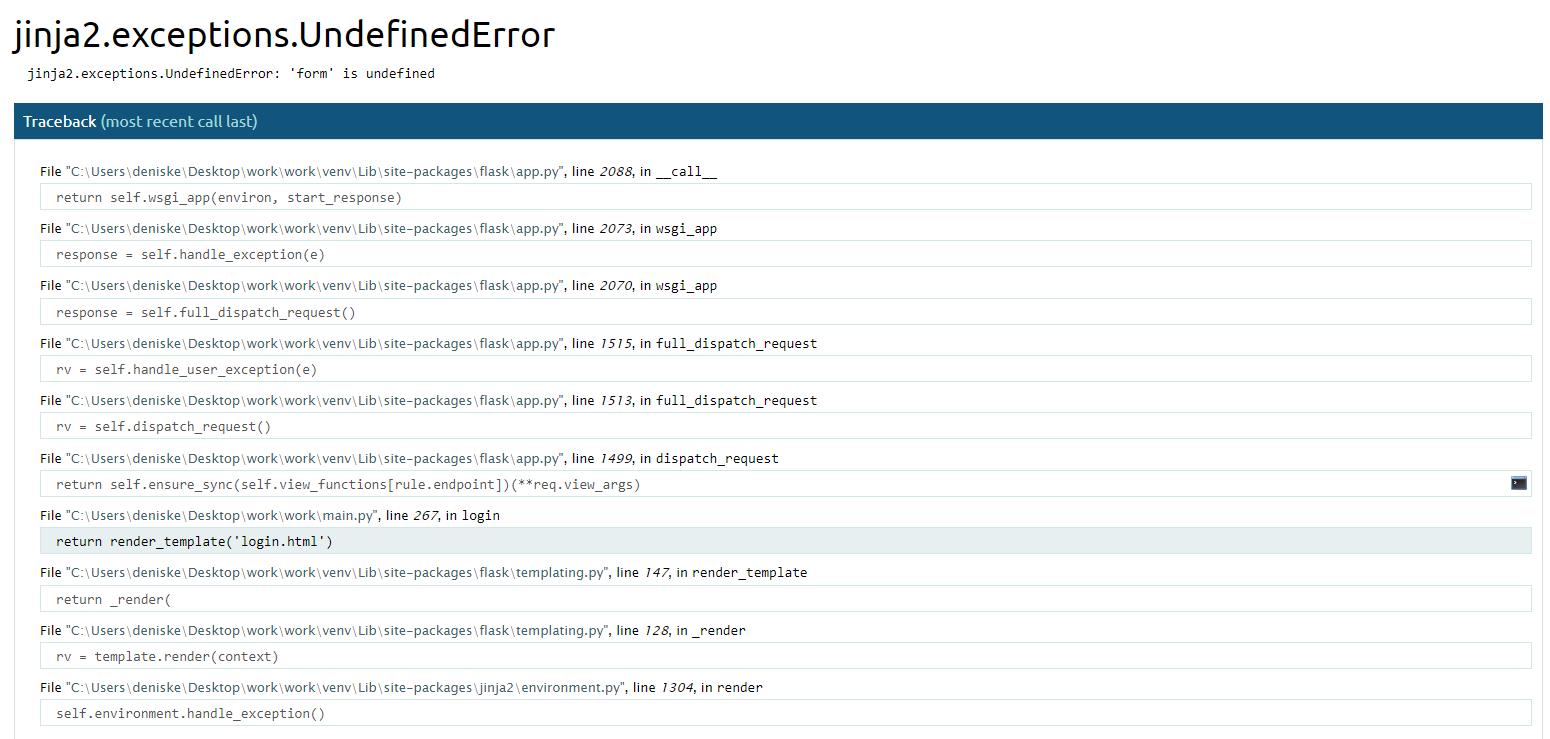 jinja2.exceptions.UndefinedError
jinja2.exceptions.UndefinedError: 'form' is undefined
Traceback (most recent call last)
File "C:\Users\deniske\Desktop\work\work\venv\Lib\site-packages\flask\app.py", line 2088, in __call__
return self.wsgi_app(environ, start_response)
File "C:\Users\deniske\Desktop\work\work\venv\Lib\site-packages\flask\app.py", line 2073, in wsgi_app
response = self.handle_exception(e)
File "C:\Users\deniske\Desktop\work\work\venv\Lib\site-packages\flask\app.py", line 2070, in wsgi_app
response = self.full_dispatch_request()
File "C:\Users\deniske\Desktop\work\work\venv\Lib\site-packages\flask\app.py", line 1515, in full_dispatch_request
rv = self.handle_user_exception(e)
File "C:\Users\deniske\Desktop\work\work\venv\Lib\site-packages\flask\app.py", line 1513, in full_dispatch_request
rv = self.dispatch_request()
File "C:\Users\deniske\Desktop\work\work\venv\Lib\site-packages\flask\app.py", line 1499, in dispatch_request
return self.ensure_sync(self.view_functions[rule.endpoint])(**req.view_args)
File "C:\Users\deniske\Desktop\work\work\main.py", line 267, in login
return render_template('login.html')
File "C:\Users\deniske\Desktop\work\work\venv\Lib\site-packages\flask\templating.py", line 147, in render_template
return _render(
File "C:\Users\deniske\Desktop\work\work\venv\Lib\site-packages\flask\templating.py", line 128, in _render
rv = template.render(context)
File "C:\Users\deniske\Desktop\work\work\venv\Lib\site-packages\jinja2\environment.py", line 1304, in render
self.environment.handle_exception()